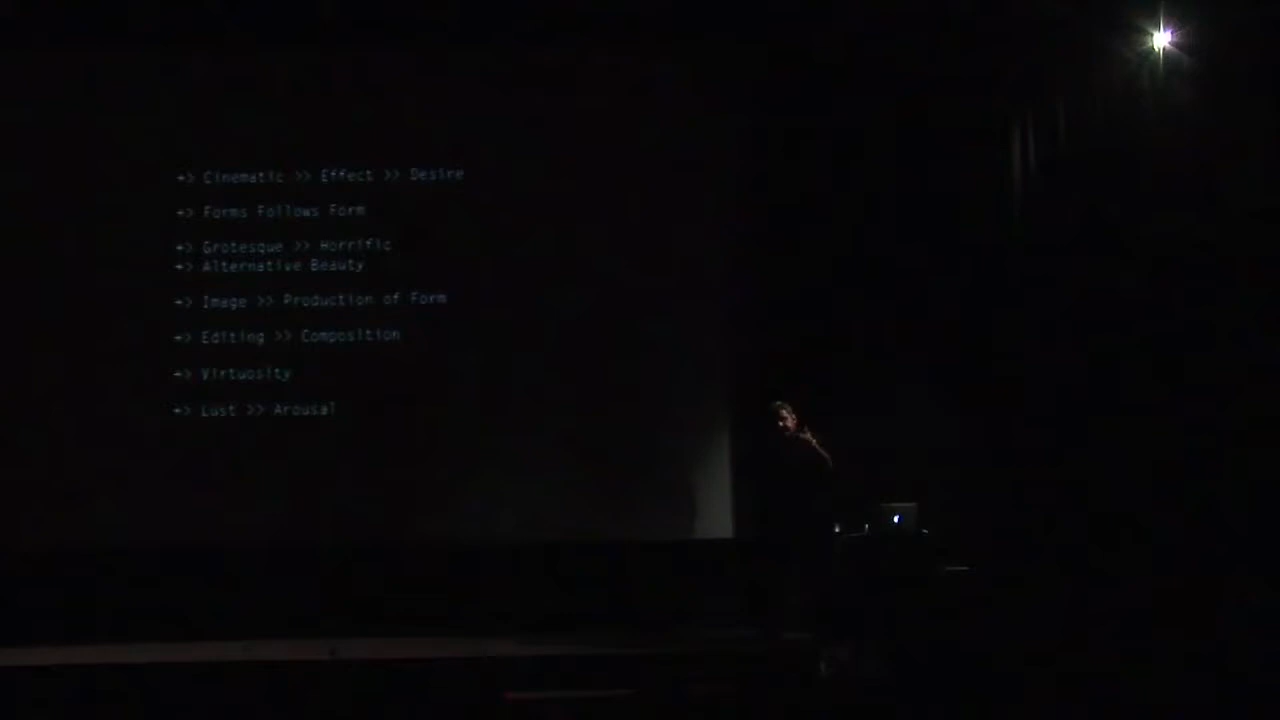 +> Cinematic >> Effect >> Desire
+> Forms Follows Form
+> Grotesque >> Horrific
+> Alternative Beauty
+> Image >> Production of Form
+> Editing >> Composition
+> Virtuosity
+> Lust >> Arousal